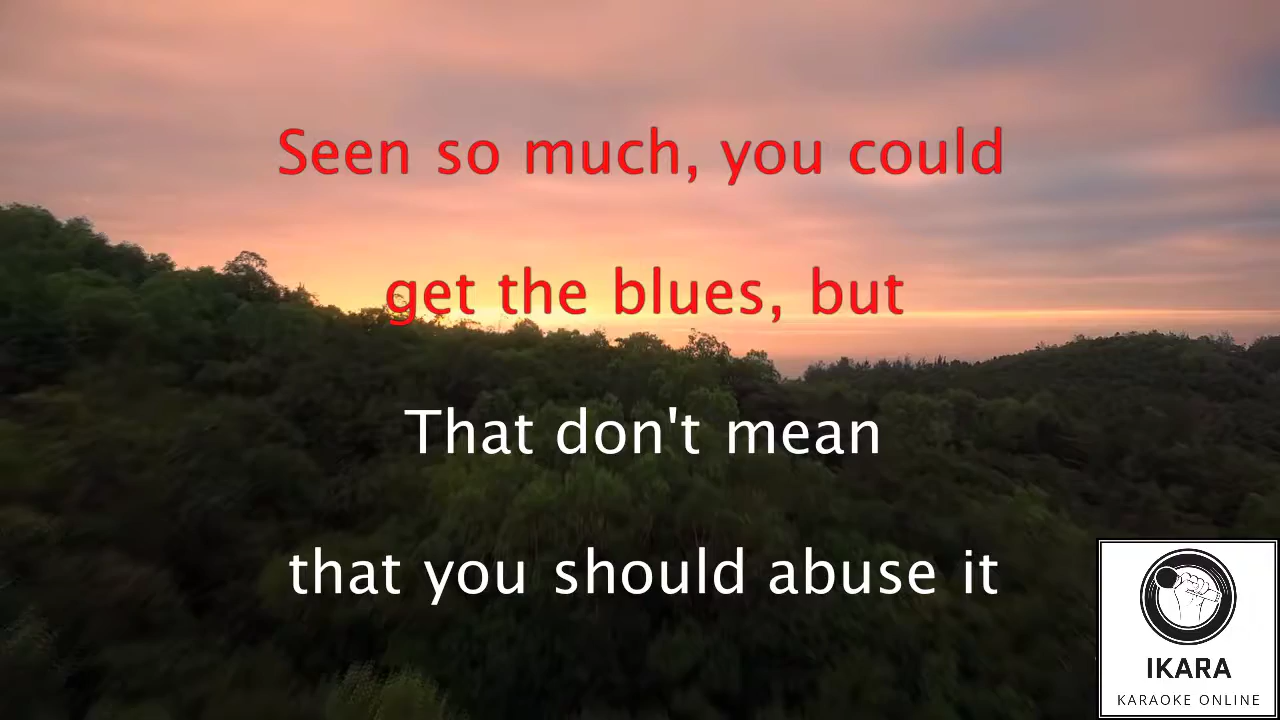 Seen so much, you could
get the blues, but
That don't mean
that you should abuse it
IKARA
KARAOKE ONLINE